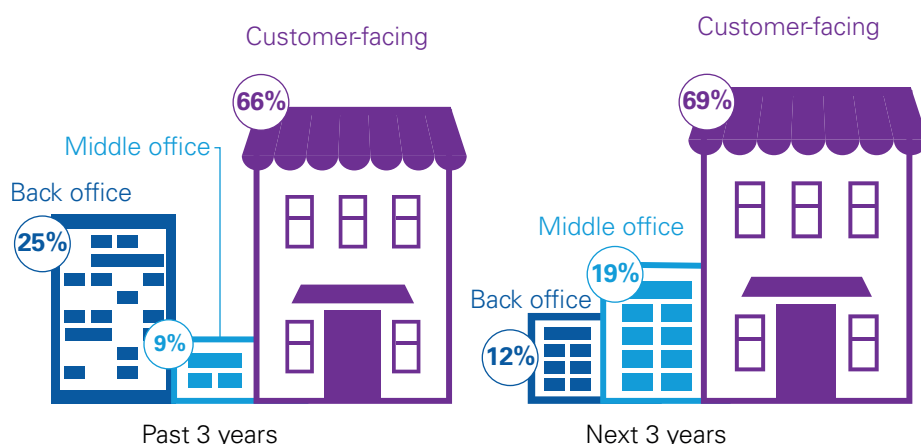 Customer-facing
66%
Middle office
Back office
25%
9%
Past 3 years
Customer-facing
69%
Middle office
19%
Back office
12%
Next 3 years